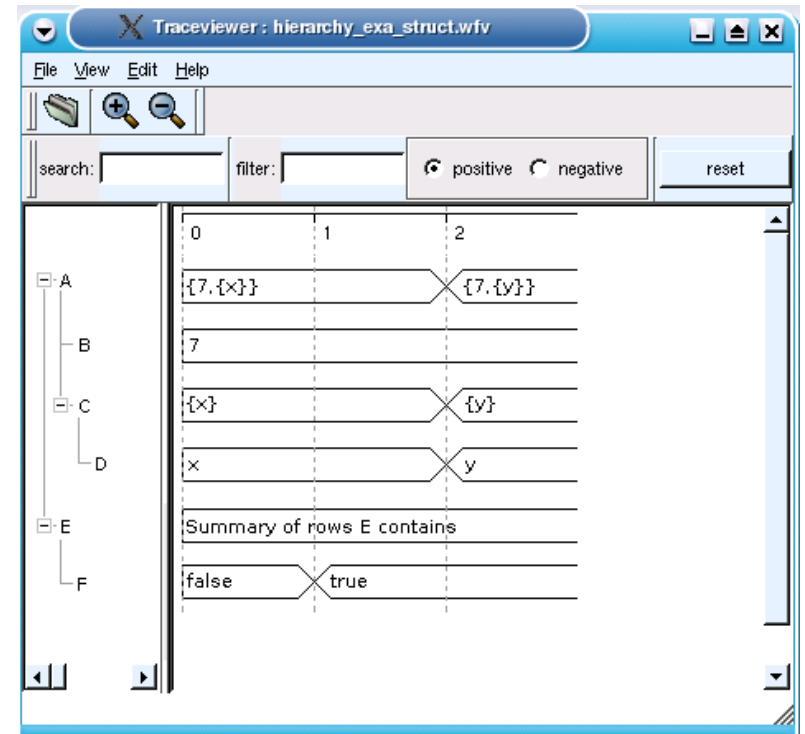 Traceviewer : hierarchy_exa_struct.wfv
File View Edit Help
search: filter: positive negative reset
0 1 2
A {7.{x}} {7.{y}}
B 7
C {x} {y}
D x y
E Summary of rows E contains
F false true